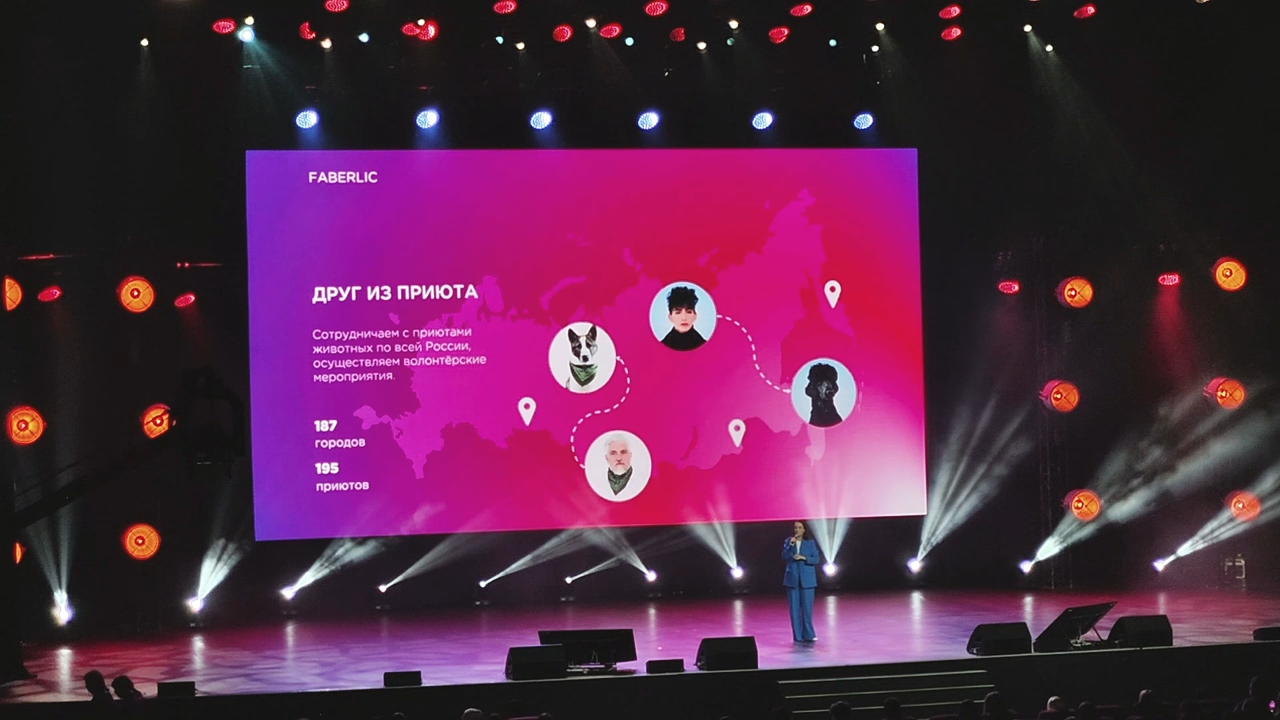 FABERLIC
ДРУГ ИЗ ПРИЮТА
Сотрудничаем с приютами
животных по всей России,
осуществляем волонтёрские
мероприятия.
187
городов
195
приютов